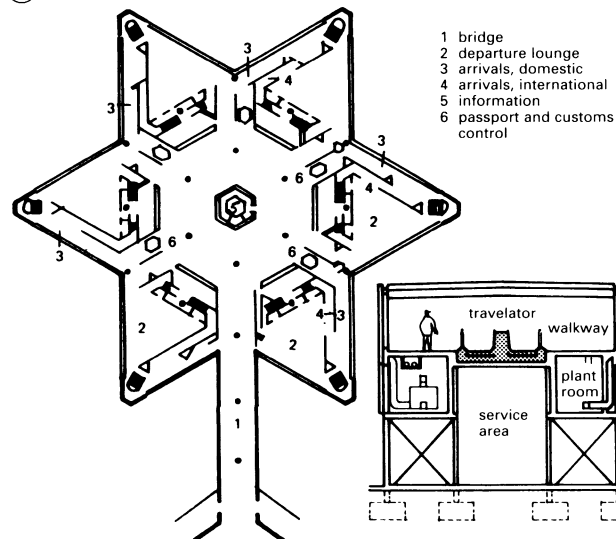 1 bridge
2 departure lounge
3 arrivals, domestic
4 arrivals, international
5 information
6 passport and customs
control
3
4
3
3
6
4
2
5
6
3
2
4
3
2
1
travelator
walkway
plant
room
service
area